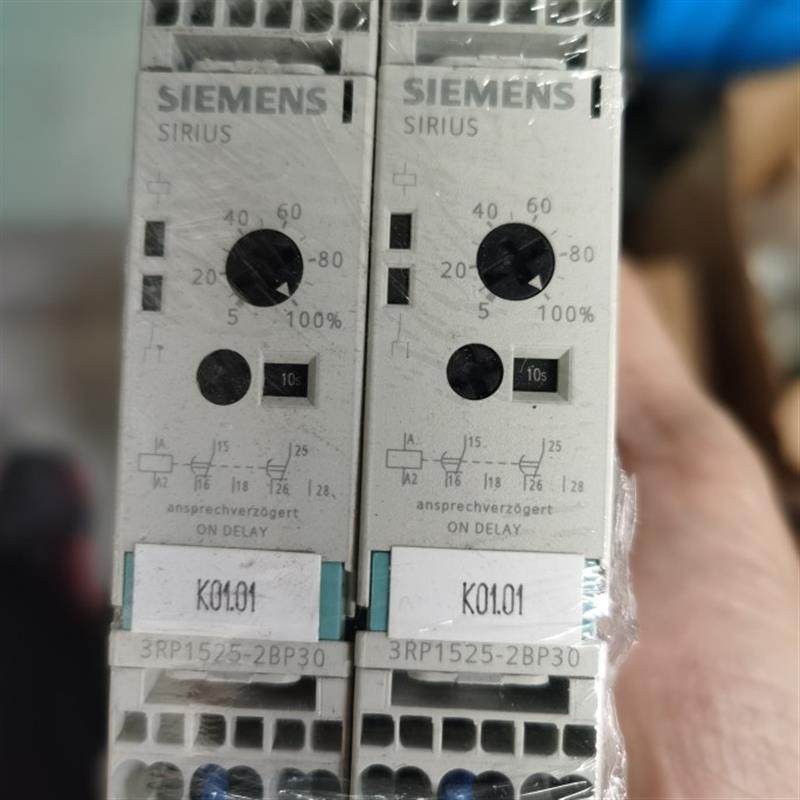 SIEMENS
SIRIUS
40 60
20 80
5 100%
10s
A 15 25
A2 16 18 26 28
ansprechverzögert
ON DELAY
K01.01
3RP1525-2BP30
SIEMENS
SIRIUS
40 60
20 80
5 100%
10s
A 15 25
A2 16 18 26 28
ansprechverzögert
ON DELAY
K01.01
3RP1525-2BP30